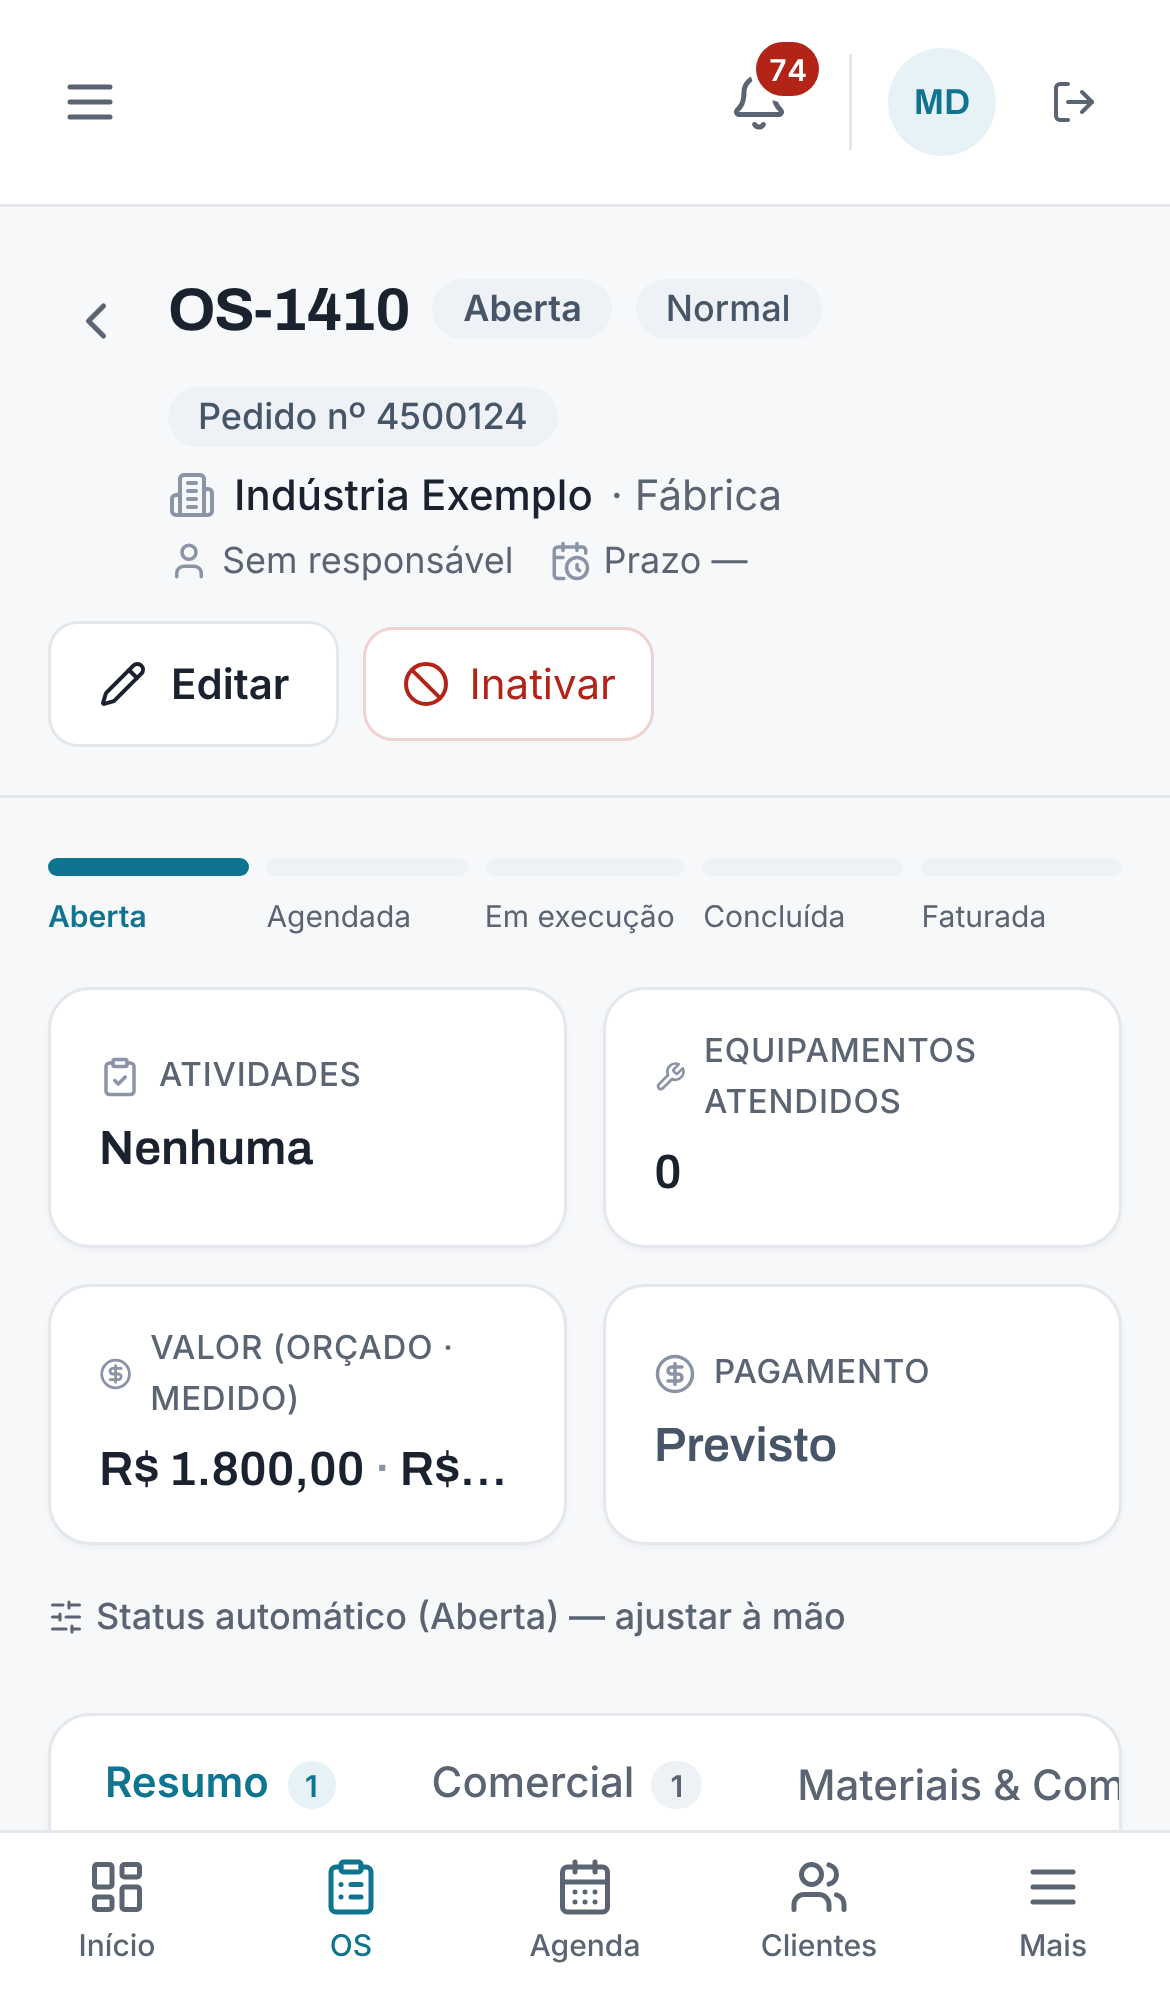 74
MD
OS-1410 Aberta Normal
Pedido nº 4500124
Indústria Exemplo · Fábrica
Sem responsável Prazo —
Editar Inativar
Aberta Agendada Em execução Concluída Faturada
ATIVIDADES
Nenhuma
EQUIPAMENTOS
ATENDIDOS
0
VALOR (ORÇADO ·
MEDIDO)
R$ 1.800,00 · R$...
PAGAMENTO
Previsto
Status automático (Aberta) — ajustar à mão
Resumo 1 Comercial 1 Materiais & Com
Início OS Agenda Clientes Mais